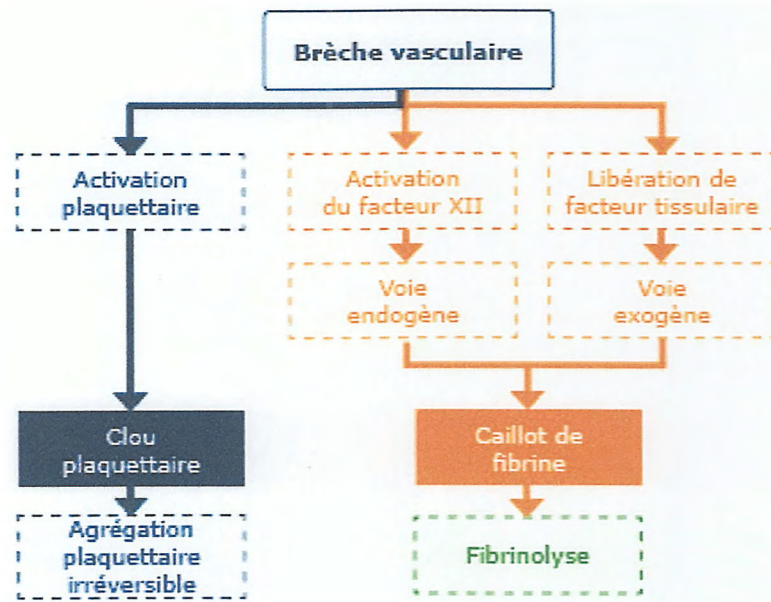 Brèche vasculaire
Activation
plaquettaire
Activation
du facteur XII
Libération de
facteur tissulaire
Voie
endogène
Voie
exogène
Clou
plaquettaire
Caillot de
fibrine
Agrégation
plaquettaire
irréversible
Fibrinolyse